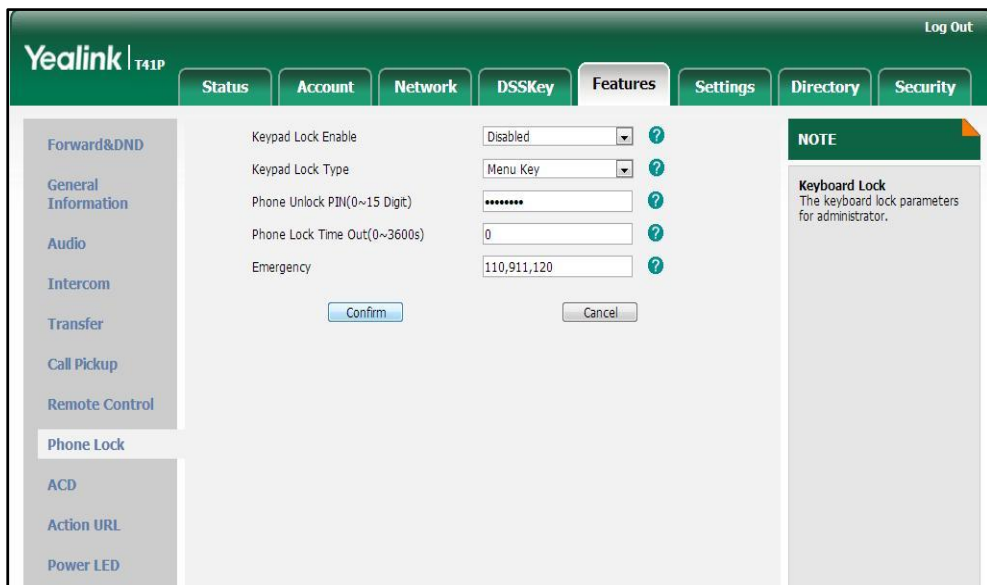 Log Out
Yealink T41P
Status Account Network DSSKey Features Settings Directory Security
Forward&DND
General
Information
Audio
Intercom
Transfer
Call Pickup
Remote Control
Phone Lock
ACD
Action URL
Power LED
Keypad Lock Enable Disabled ?
Keypad Lock Type Menu Key ?
Phone Unlock PIN(0~15 Digit) •••••••• ?
Phone Lock Time Out(0~3600s) 0 ?
Emergency 110,911,120 ?
Confirm Cancel
NOTE
Keyboard Lock
The keyboard lock parameters
for administrator.